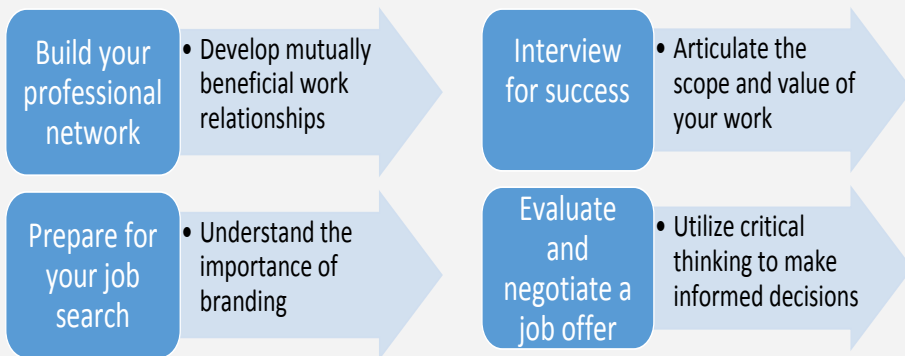 Build your
professional
network
• Develop mutually
beneficial work
relationships
Interview
for success
• Articulate the
scope and value of
your work
Prepare for
your job
search
• Understand the
importance of
branding
Evaluate
and
negotiate a
job offer
• Utilize critical
thinking to make
informed decisions